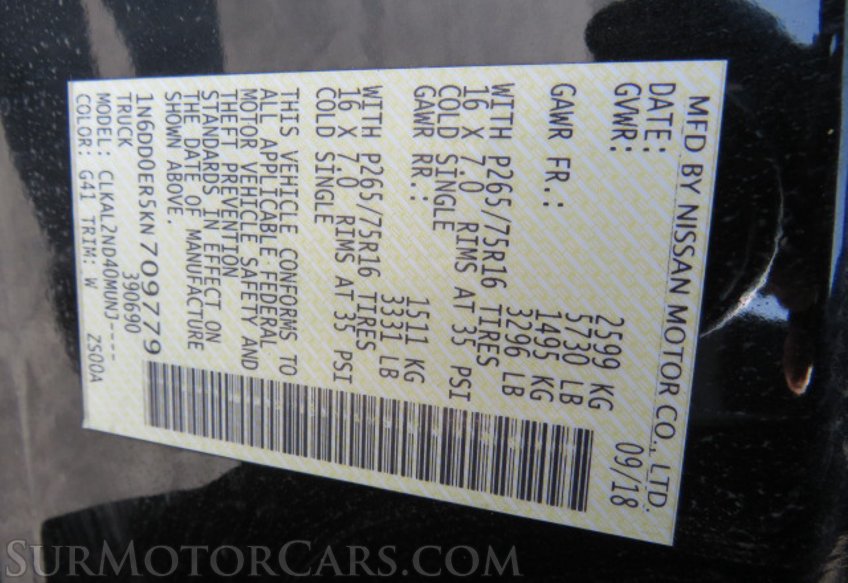 MFD BY NISSAN MOTOR CO., LTD.
DATE: 09/18
GVWR: 2599 KG
5730 LB
GAWR FR.: 1495 KG
3296 LB
WITH P265/75R16 TIRES
16 X 7.0 RIMS AT 35 PSI
COLD SINGLE
GAWR RR.: 1511 KG
3331 LB
WITH P265/75R16 TIRES
16 X 7.0 RIMS AT 35 PSI
COLD SINGLE
THIS VEHICLE CONFORMS TO
ALL APPLICABLE FEDERAL
MOTOR VEHICLE SAFETY AND
THEFT PREVENTION
STANDARDS IN EFFECT ON
THE DATE OF MANUFACTURE
SHOWN ABOVE.
1N6DD0ER5KN709779
TRUCK 390690
MODEL: CLKAL2ND40MUNJ----
COLOR: G41 TRIM: W Z500A
SurMotorCars.com